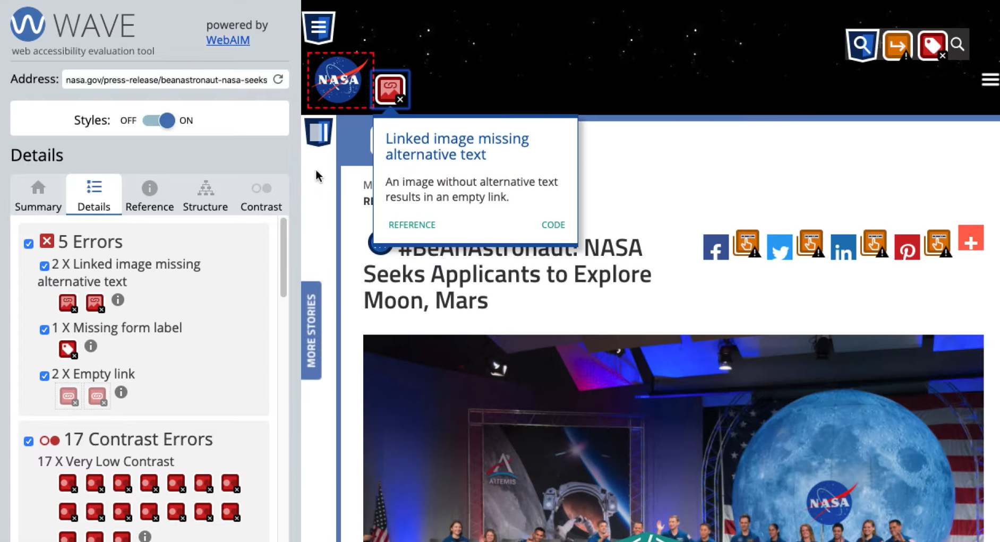 WAVE
powered by
WebAIM
web accessibility evaluation tool
Address:
nasa.gov/press-release/beanastronaut-nasa-seeks
Styles:
OFF
ON
Details
Summary
Details
Reference
Structure
Contrast
5 Errors
2 X Linked image missing
alternative text
1 X Missing form label
2 X Empty link
17 Contrast Errors
17 X Very Low Contrast
NASA
Linked image missing
alternative text
An image without alternative text
results in an empty link.
REFERENCE
CODE
#BeAnAstronaut: NASA
Seeks Applicants to Explore
Moon, Mars
MORE STORIES
ARTEMIS
NASA